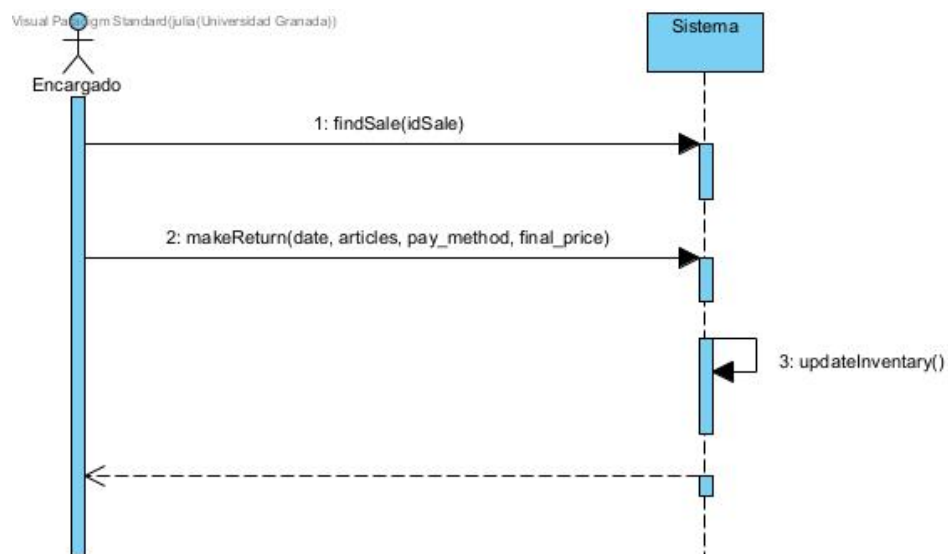 Visual Paradigm Standard(julia(Universidad Granada))
Sistema
Encargado
1: findSale(idSale)
2: makeReturn(date, articles, pay_method, final_price)
3: updateInventary()